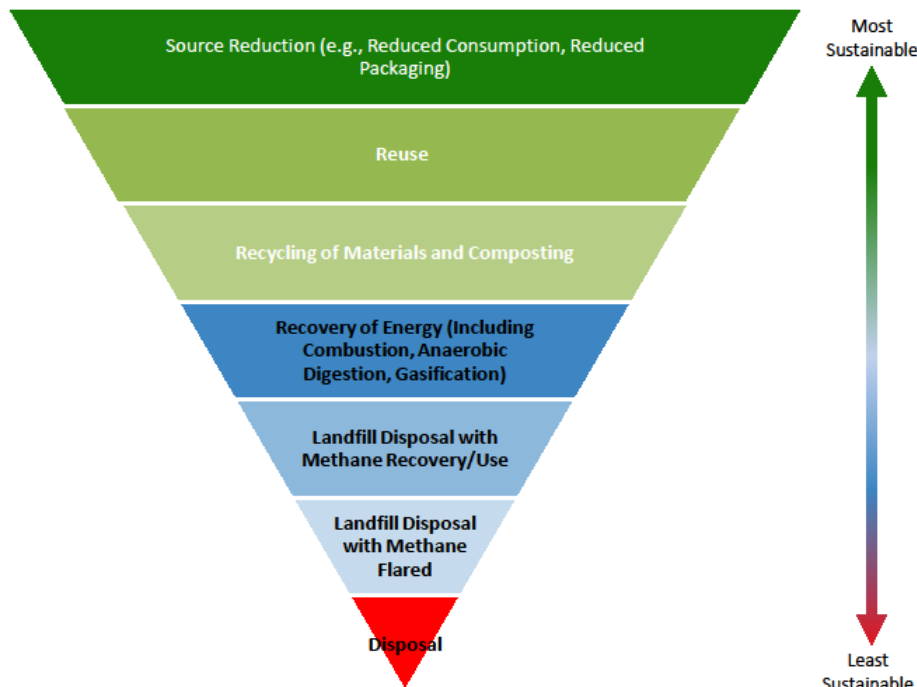 Source Reduction (e.g., Reduced Consumption, Reduced
Packaging)
Most
Sustainable
Reuse
Recycling of Materials and Composting
Recovery of Energy (Including
Combustion, Anaerobic
Digestion, Gasification)
Landfill Disposal with
Methane Recovery/Use
Landfill Disposal
with Methane
Flared
Disposal
Least
Sustainable